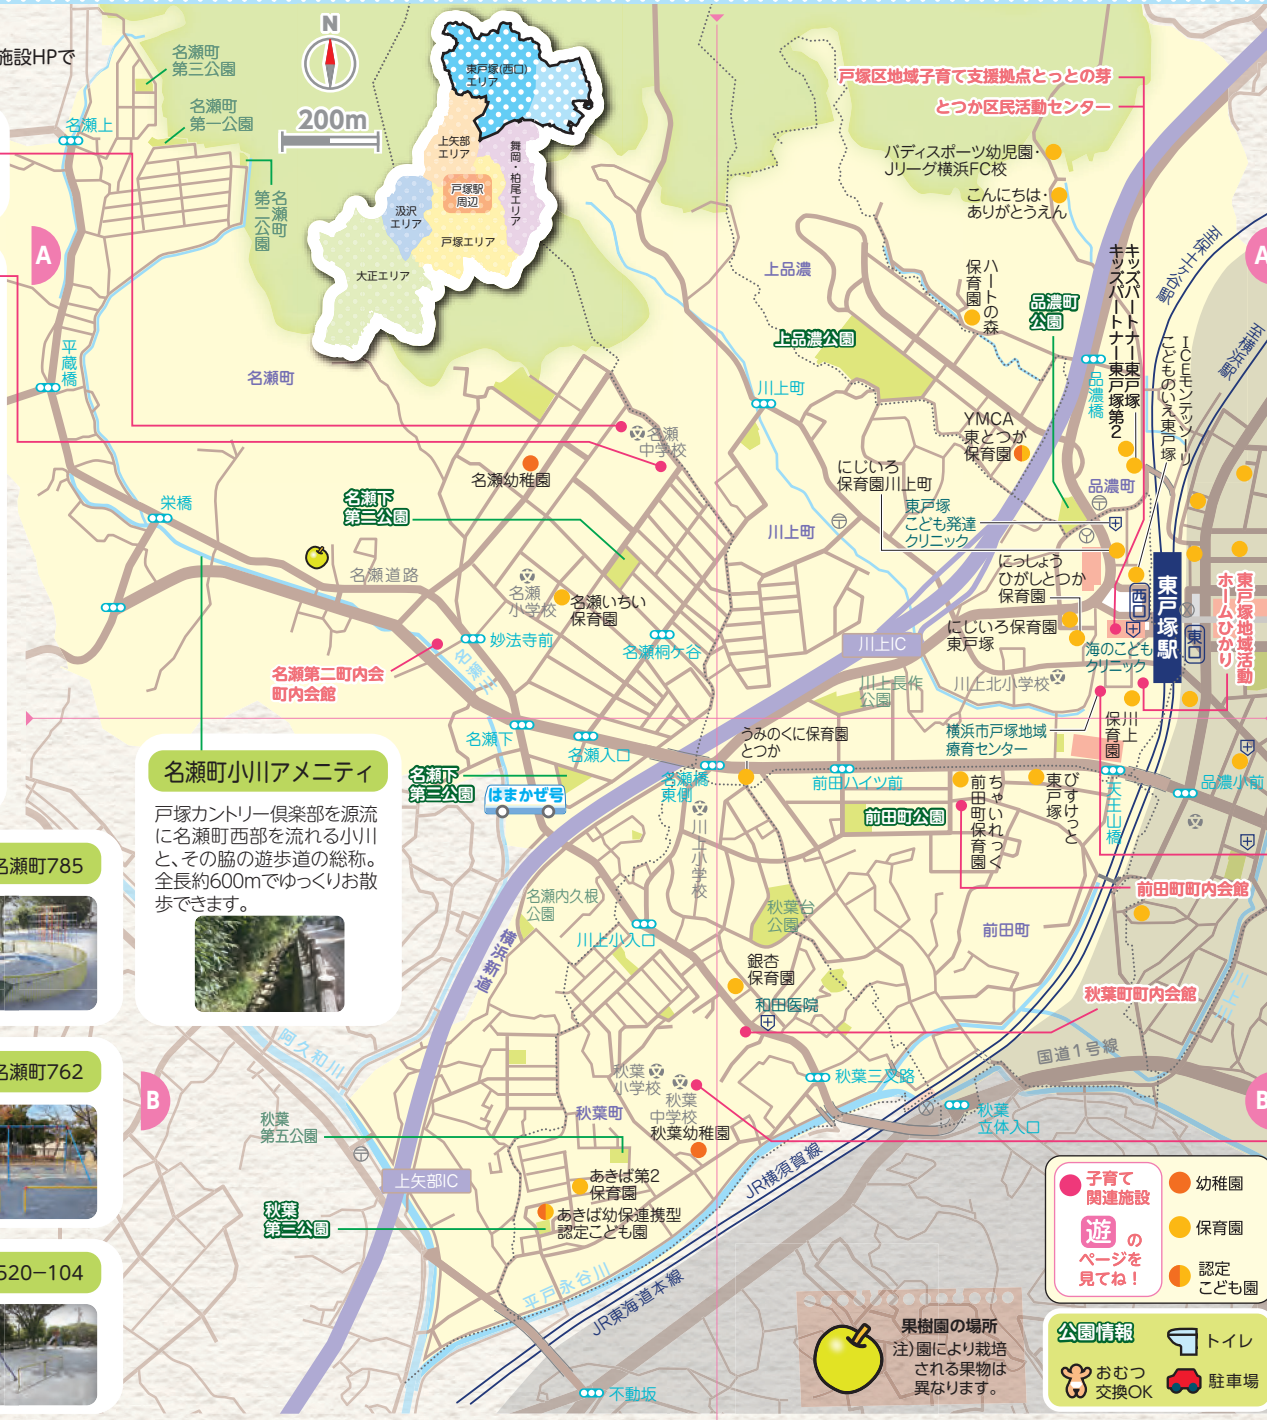 施設HPで
名瀬町
第三公園
名瀬町
第一公園
名瀬町
第二公園
名瀬上
N
200m
東戸塚(西口)
エリア
上矢部
エリア
舞岡・柏尾エリア
戸塚駅
周辺
汲沢
エリア
戸塚エリア
大正エリア
戸塚区地域子育て支援拠点とっとの芽
とつか区民活動センター
バディスポーツ幼児園・
Jリーグ横浜FC校
こんにちは・
ありがとうえん
A
A
至保土ヶ谷駅
至横浜駅
上品濃
ハートの森
保育園
品濃町
公園
キッズパートナー東戸塚
キッズパートナー東戸塚第2
ICEモンテッソーリ
こどものいえ東戸塚
上品濃公園
平蔵橋
名瀬町
川上町
品濃橋
YMCA
東とつか
保育園
名瀬
中学校
名瀬幼稚園
にじいろ
保育園川上町
品濃町
名瀬下
第二公園
栄橋
東戸塚
こども発達
クリニック
川上町
名瀬道路
名瀬
小学校
名瀬いちい
保育園
にっしょう
ひがしとつか
保育園
西口
東戸塚駅
東口
東戸塚地域活動
ホームひかり
にじいろ保育園
東戸塚
妙法寺前
名瀬桐ケ谷
川上IC
海のこども
クリニック
名瀬第二町内会
町内会館
名瀬川
川上長作
公園
川上北小学校
川上
保育園
名瀬下
名瀬入口
うみのくに保育園
とつか
横浜市戸塚地域
療育センター
名瀬町小川アメニティ
戸塚カントリー倶楽部を源流
に名瀬町西部を流れる小川
と、その脇の遊歩道の総称。
全長約600mでゆっくりお散
歩できます。
名瀬下
第三公園
はまかぜ号
名瀬橋
東側
前田ハイツ前
天王山橋
品濃小前
前田町公園
ちゃいれっく
前田町保育園
びすけっと
東戸塚
川上小学校
名瀬町785
前田町町内会館
名瀬内久根
公園
川上小入口
秋葉台
公園
前田町
横浜新道
銀杏
保育園
和田医院
秋葉町町内会館
川上川
阿久和川
名瀬町762
国道1号線
B
B
秋葉
小学校
秋葉
中学校
秋葉三叉路
秋葉町
秋葉幼稚園
秋葉
立体入口
秋葉
第五公園
上矢部IC
あきば第2
保育園
JR横須賀線
秋葉
第二公園
あきば幼保連携型
認定こども園
520−104
平戸永谷川
JR東海道本線
不動坂
果樹園の場所
注)園により栽培
される果物は
異なります。
子育て
関連施設
遊の
ページを
見てね！
幼稚園
保育園
認定
こども園
公園情報
トイレ
おむつ
交換OK
駐車場